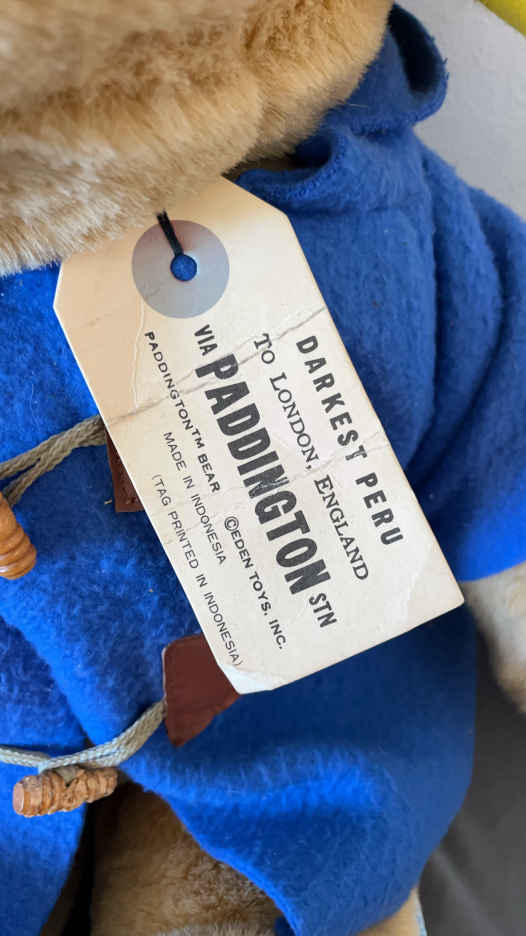 DARKEST PERU
TO LONDON, ENGLAND
VIA PADDINGTON STN
PADDINGTONTM BEAR ©EDEN TOYS, INC.
MADE IN INDONESIA
(TAG PRINTED IN INDONESIA)